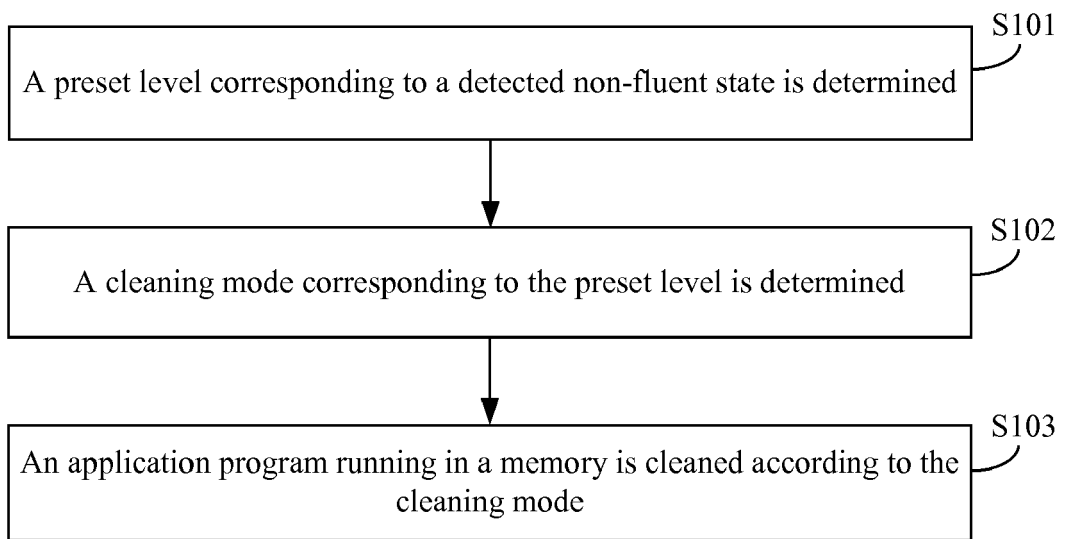 S101
A preset level corresponding to a detected non-fluent state is determined
S102
A cleaning mode corresponding to the preset level is determined
S103
An application program running in a memory is cleaned according to the
cleaning mode